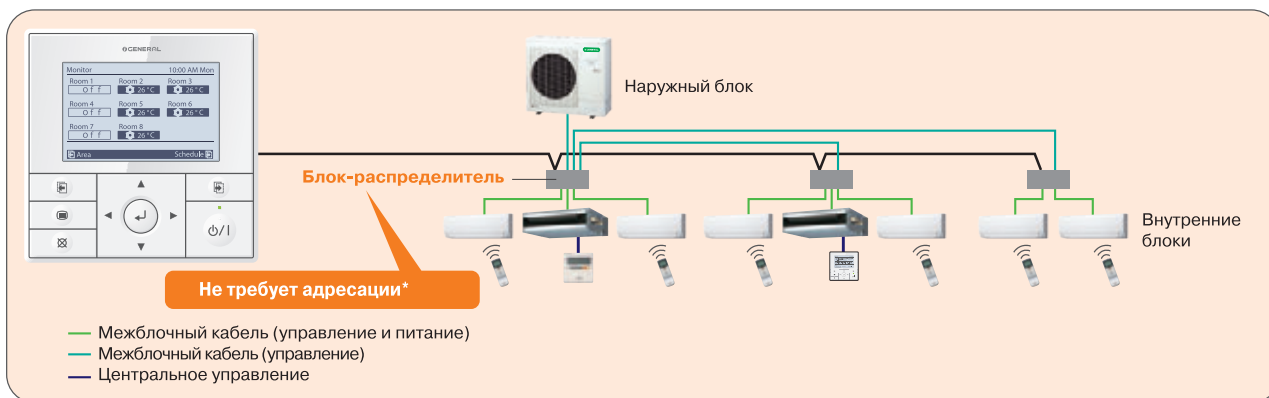 GENERAL
Monitor 10:00 AM Mon
Room 1 Room 2 Room 3
Off 26°C 26°C
Room 4 Room 5 Room 6
Off 26°C 26°C
Room 7 Room 8
Off 26°C
Area Schedule
Наружный блок
Блок-распределитель
Внутренние
блоки
Не требует адресации*
Межблочный кабель (управление и питание)
Межблочный кабель (управление)
Центральное управление